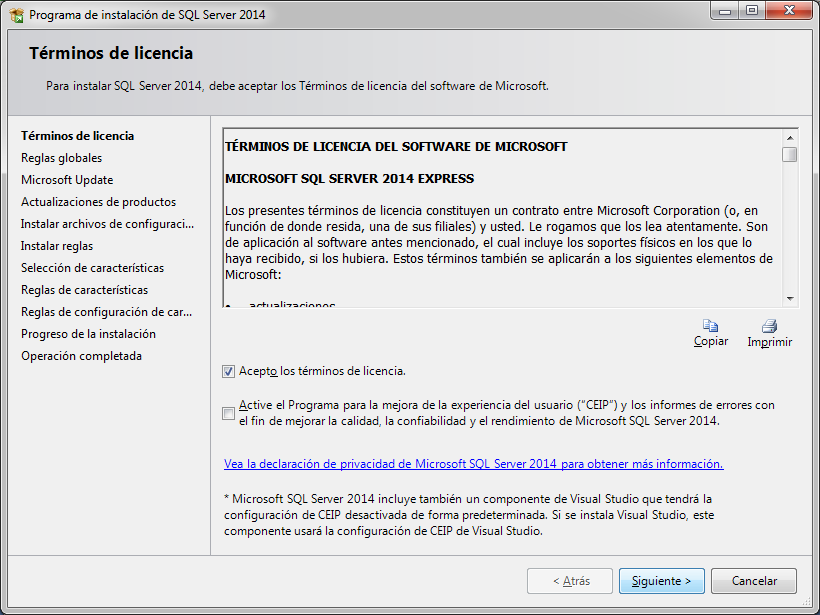 Programa de instalación de SQL Server 2014
Términos de licencia
Para instalar SQL Server 2014, debe aceptar los Términos de licencia del software de Microsoft.
Términos de licencia
Reglas globales
Microsoft Update
Actualizaciones de productos
Instalar archivos de configuraci...
Instalar reglas
Selección de características
Reglas de características
Reglas de configuración de car...
Progreso de la instalación
Operación completada
TÉRMINOS DE LICENCIA DEL SOFTWARE DE MICROSOFT
MICROSOFT SQL SERVER 2014 EXPRESS
Los presentes términos de licencia constituyen un contrato entre Microsoft Corporation (o, en
función de donde resida, una de sus filiales) y usted. Le rogamos que los lea atentamente. Son
de aplicación al software antes mencionado, el cual incluye los soportes físicos en los que lo
haya recibido, si los hubiera. Estos términos también se aplicarán a los siguientes elementos de
Microsoft:
• actualizaciones
Copiar
Imprimir
Acepto los términos de licencia.
Active el Programa para la mejora de la experiencia del usuario ("CEIP") y los informes de errores con
el fin de mejorar la calidad, la confiabilidad y el rendimiento de Microsoft SQL Server 2014.
Vea la declaración de privacidad de Microsoft SQL Server 2014 para obtener más información.
* Microsoft SQL Server 2014 incluye también un componente de Visual Studio que tendrá la
configuración de CEIP desactivada de forma predeterminada. Si se instala Visual Studio, este
componente usará la configuración de CEIP de Visual Studio.
< Atrás
Siguiente >
Cancelar